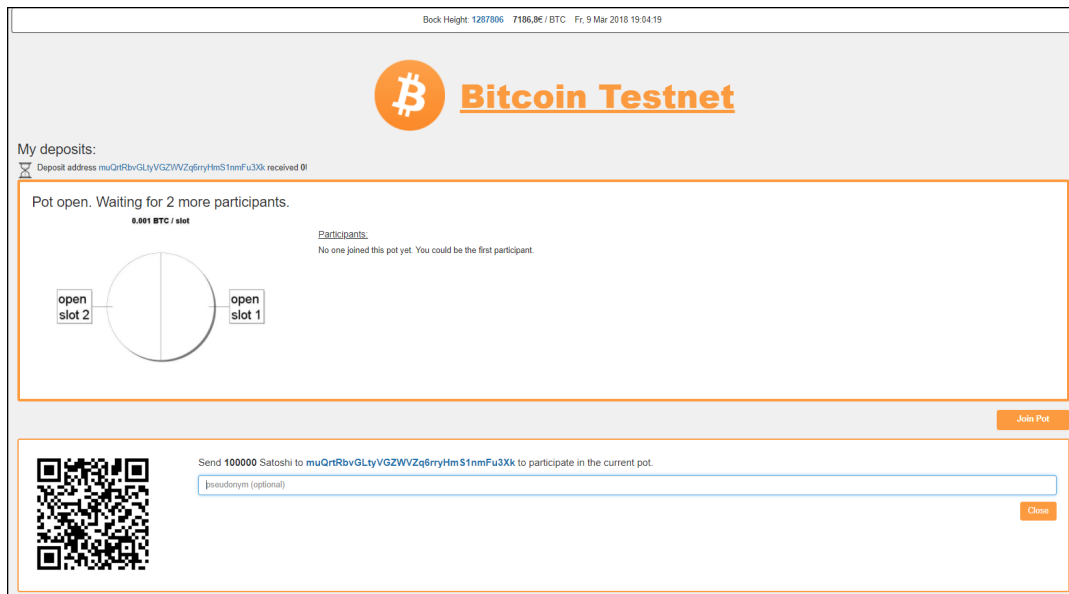 Bock Height: 1287806 7186,8€ / BTC Fr, 9 Mar 2018 19:04:19
Bitcoin Testnet
My deposits:
Deposit address muQrtRbvGLtyVGZWVZq6rryHmS1nmFu3Xk received 0!
Pot open. Waiting for 2 more participants.
0.001 BTC / slot
Participants:
No one joined this pot yet. You could be the first participant.
open
slot 2
open
slot 1
Join Pot
Send 100000 Satoshi to muQrtRbvGLtyVGZWVZq6rryHmS1nmFu3Xk to participate in the current pot.
pseudonym (optional)
Close